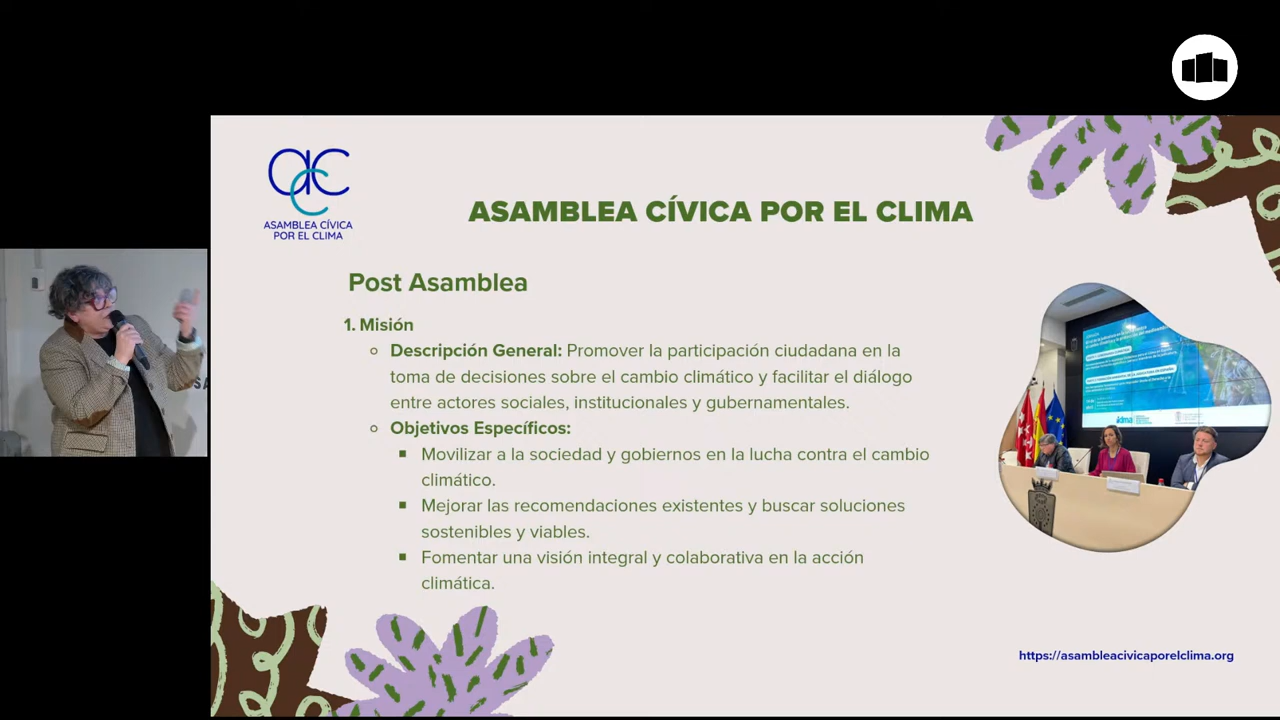 ASAMBLEA CÍVICA
POR EL CLIMA
ASAMBLEA CÍVICA POR EL CLIMA
Post Asamblea
1. Misión
Descripción General: Promover la participación ciudadana en la
toma de decisiones sobre el cambio climático y facilitar el diálogo
entre actores sociales, institucionales y gubernamentales.
Objetivos Específicos:
Movilizar a la sociedad y gobiernos en la lucha contra el cambio
climático.
Mejorar las recomendaciones existentes y buscar soluciones
sostenibles y viables.
Fomentar una visión integral y colaborativa en la acción
climática.
idma
https://asambleacivicaporelclima.org